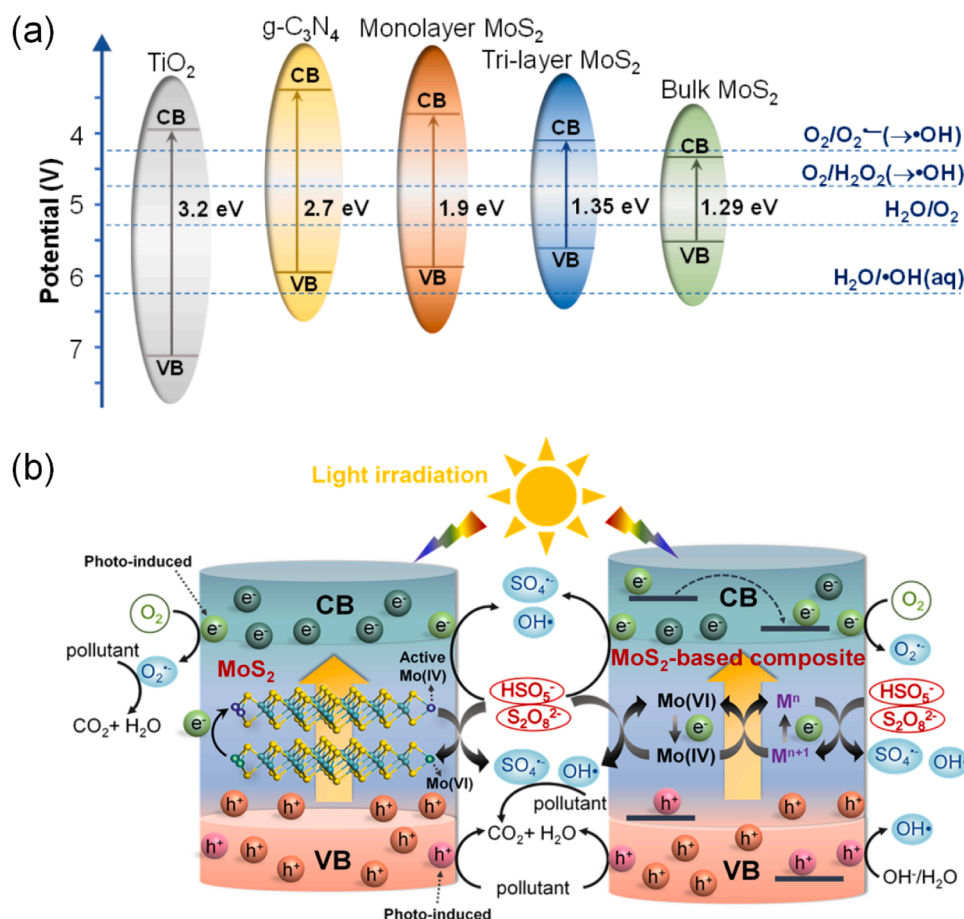 (a)
TiO₂
g-C₃N₄
Monolayer MoS₂
Tri-layer MoS₂
Bulk MoS₂
Potential (V)
4
5
6
7
CB
3.2 eV
VB
CB
2.7 eV
VB
CB
1.9 eV
VB
CB
1.35 eV
VB
CB
1.29 eV
VB
O₂/O₂•⁻(→•OH)
O₂/H₂O₂(→•OH)
H₂O/O₂
H₂O/•OH(aq)
(b)
Light irradiation
Photo-induced
O₂
pollutant
O₂•⁻
CO₂+ H₂O
e⁻
e⁻
e⁻
e⁻
e⁻
e⁻
e⁻
e⁻
CB
MoS₂
Active
Mo(IV)
Mo(VI)
h⁺
h⁺
h⁺
h⁺
h⁺
h⁺
h⁺
h⁺
h⁺
h⁺
VB
Photo-induced
SO₄•⁻
OH•
HSO₅⁻
S₂O₈²⁻
SO₄•⁻
OH•
pollutant
CO₂+ H₂O
pollutant
e⁻
e⁻
e⁻
e⁻
e⁻
e⁻
e⁻
CB
MoS₂-based composite
Mo(VI)
e⁻
Mo(IV)
Mⁿ
e⁻
Mⁿ⁺¹
h⁺
h⁺
h⁺
h⁺
h⁺
h⁺
h⁺
h⁺
h⁺
VB
O₂
O₂•⁻
HSO₅⁻
S₂O₈²⁻
SO₄•⁻
OH•
OH•
OH⁻/H₂O